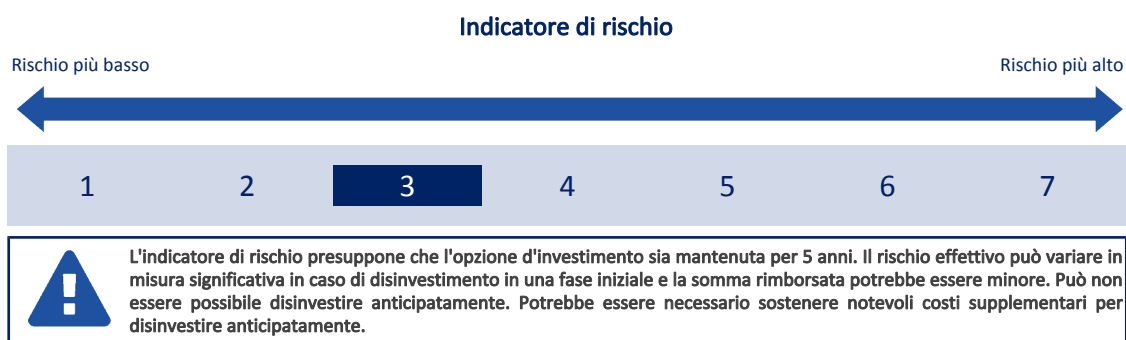 Indicatore di rischio
Rischio più basso
Rischio più alto
1 2 3 4 5 6 7
L'indicatore di rischio presuppone che l'opzione d'investimento sia mantenuta per 5 anni. Il rischio effettivo può variare in
misura significativa in caso di disinvestimento in una fase iniziale e la somma rimborsata potrebbe essere minore. Può non
essere possibile disinvestire anticipatamente. Potrebbe essere necessario sostenere notevoli costi supplementari per
disinvestire anticipatamente.